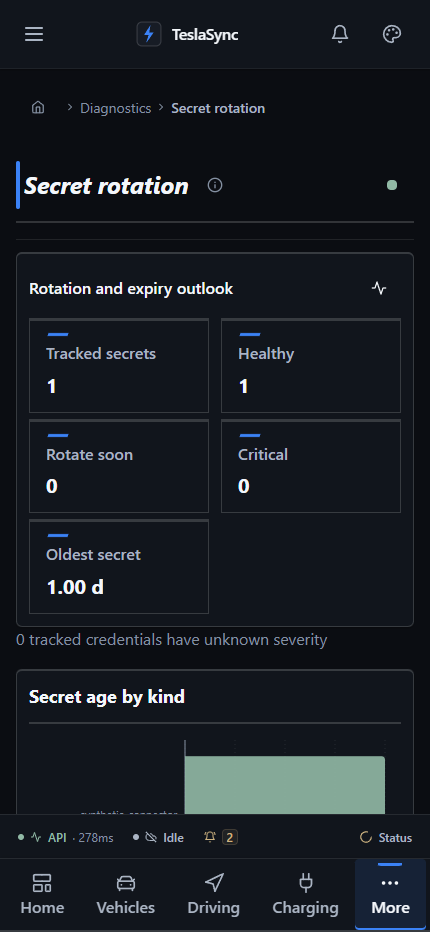 TeslaSync
Diagnostics Secret rotation
Secret rotation
Rotation and expiry outlook
Tracked secrets
1
Healthy
1
Rotate soon
0
Critical
0
Oldest secret
1.00 d
0 tracked credentials have unknown severity
Secret age by kind
API · 278ms Idle 2 Status
Home Vehicles Driving Charging More